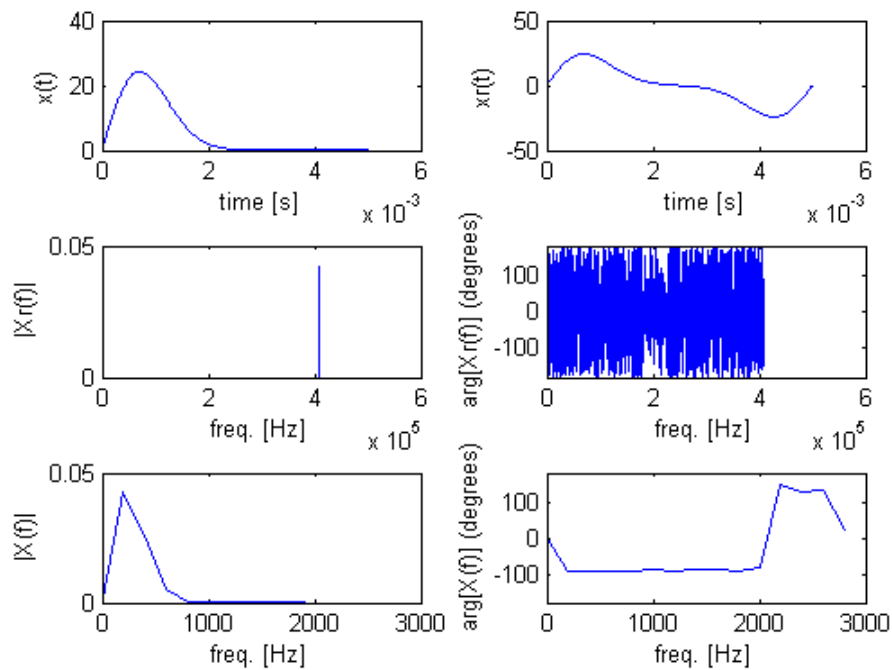 40
20
0
x(t)
0 2 4 6
time [s]
x 10^-3
50
0
-50
xr(t)
0 2 4 6
time [s]
x 10^-3
0.05
0
|Xr(f)|
0 2 4 6
freq. [Hz]
x 10^5
100
0
-100
arg[Xr(f)] (degrees)
0 2 4 6
freq. [Hz]
x 10^5
0.05
0
|X(f)|
0 1000 2000 3000
freq. [Hz]
100
0
-100
arg[X(f)] (degrees)
0 1000 2000 3000
freq. [Hz]